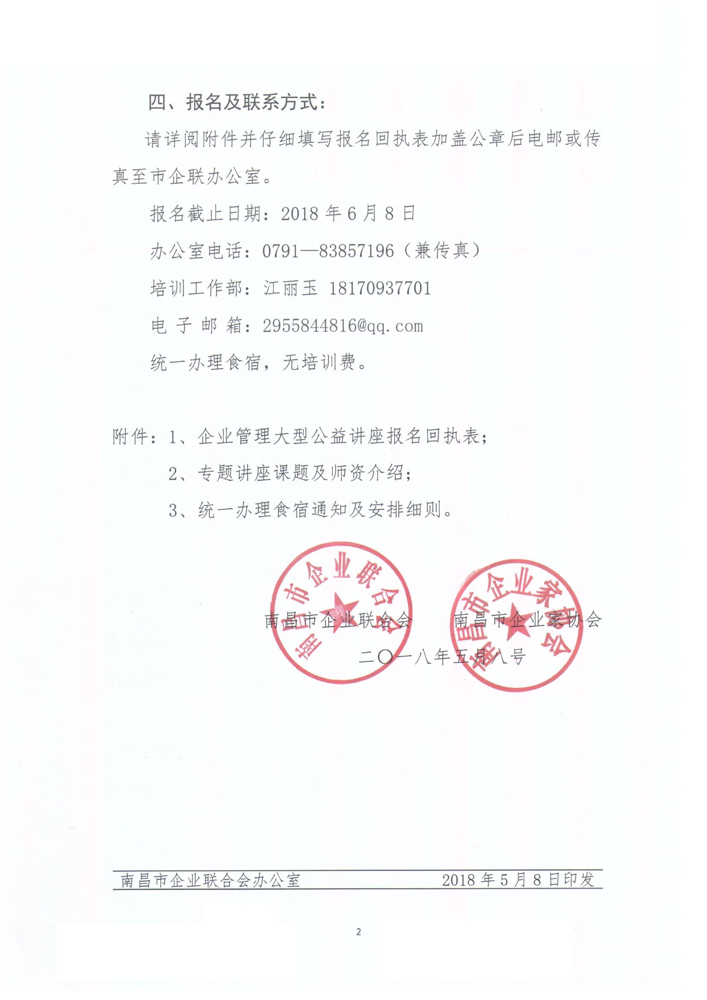 四、报名及联系方式：
请详阅附件并仔细填写报名回执表加盖公章后电邮或传
真至市企联办公室。
报名截止日期：2018 年 6 月 8 日
办公室电话：0791—83857196（兼传真）
培训工作部：江丽玉 18170937701
电 子 邮 箱：2955844816@qq.com
统一办理食宿，无培训费。
附件：1、企业管理大型公益讲座报名回执表；
2、专题讲座课题及师资介绍；
3、统一办理食宿通知及安排细则。
南昌市企业联合会
南昌市企业家协会
南昌市企业联合会 南昌市企业家协会
二〇一八年五月八号
南昌市企业联合会办公室 2018 年 5 月 8 日印发
2